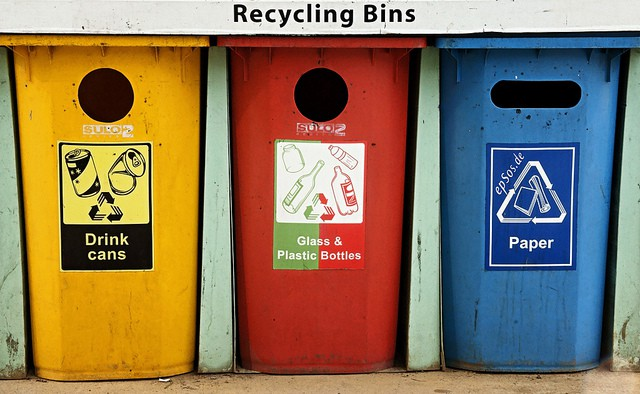 Recycling Bins
SULO
Drink
cans
SULO
Glass &
Plastic Bottles
epSos.de
Paper